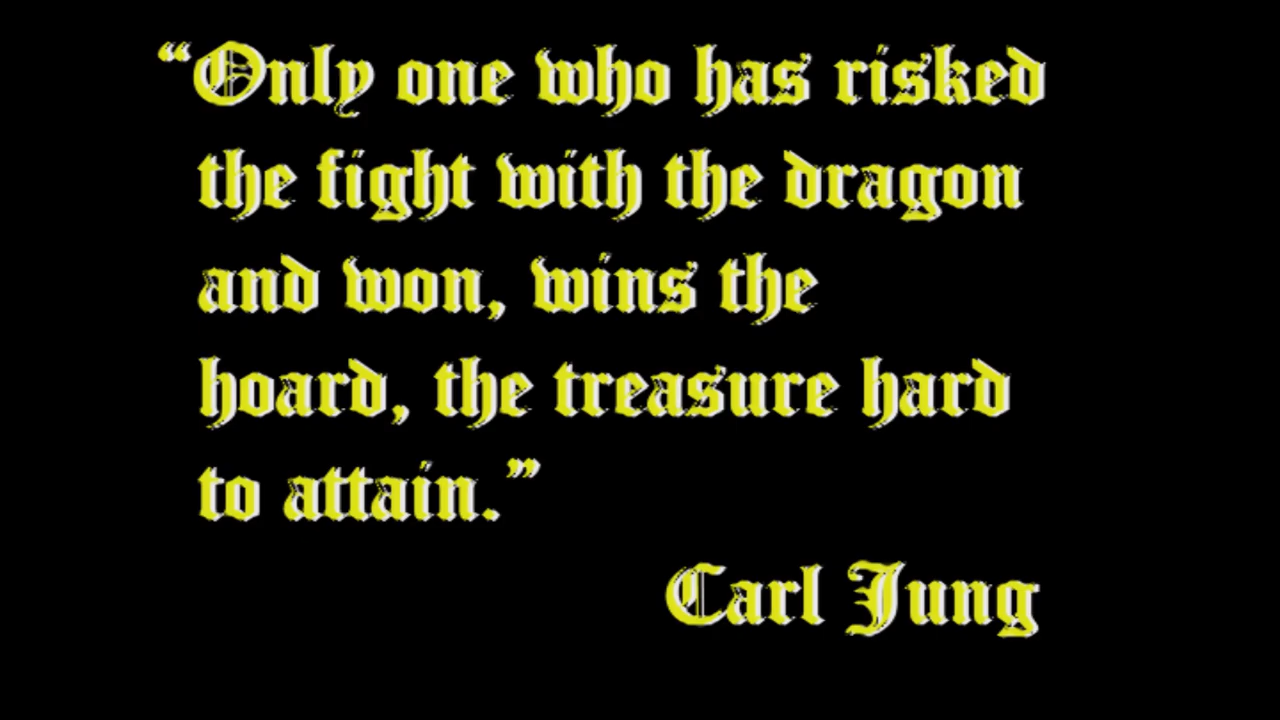 “Only one who has risked
the fight with the dragon
and won, wins the
hoard, the treasure hard
to attain.”
Carl Jung